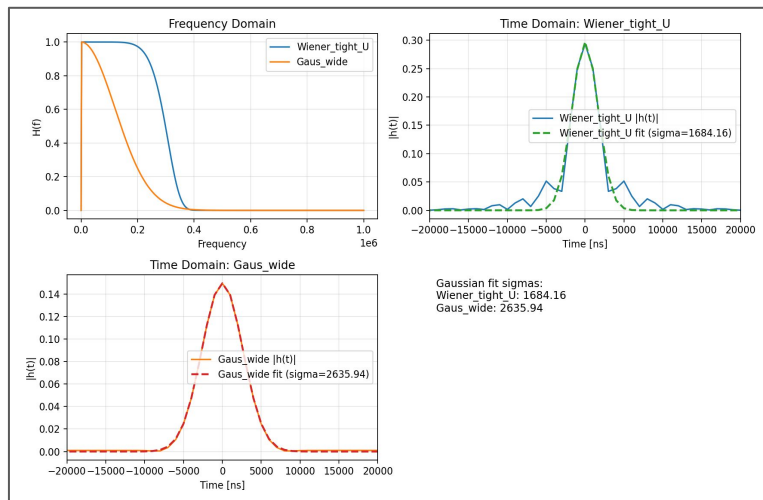 Frequency Domain
H(f)
1.0
0.8
0.6
0.4
0.2
0.0
Wiener_tight_U
Gaus_wide
0.0 0.2 0.4 0.6 0.8 1.0
Frequency
1e6
Time Domain: Wiener_tight_U
|h(t)|
0.30
0.25
0.20
0.15
0.10
0.05
0.00
Wiener_tight_U |h(t)|
Wiener_tight_U fit (sigma=1684.16)
−20000 −15000 −10000 −5000 0 5000 10000 15000 20000
Time [ns]
Time Domain: Gaus_wide
|h(t)|
0.14
0.12
0.10
0.08
0.06
0.04
0.02
0.00
Gaus_wide |h(t)|
Gaus_wide fit (sigma=2635.94)
−20000 −15000 −10000 −5000 0 5000 10000 15000 20000
Time [ns]
Gaussian fit sigmas:
Wiener_tight_U: 1684.16
Gaus_wide: 2635.94